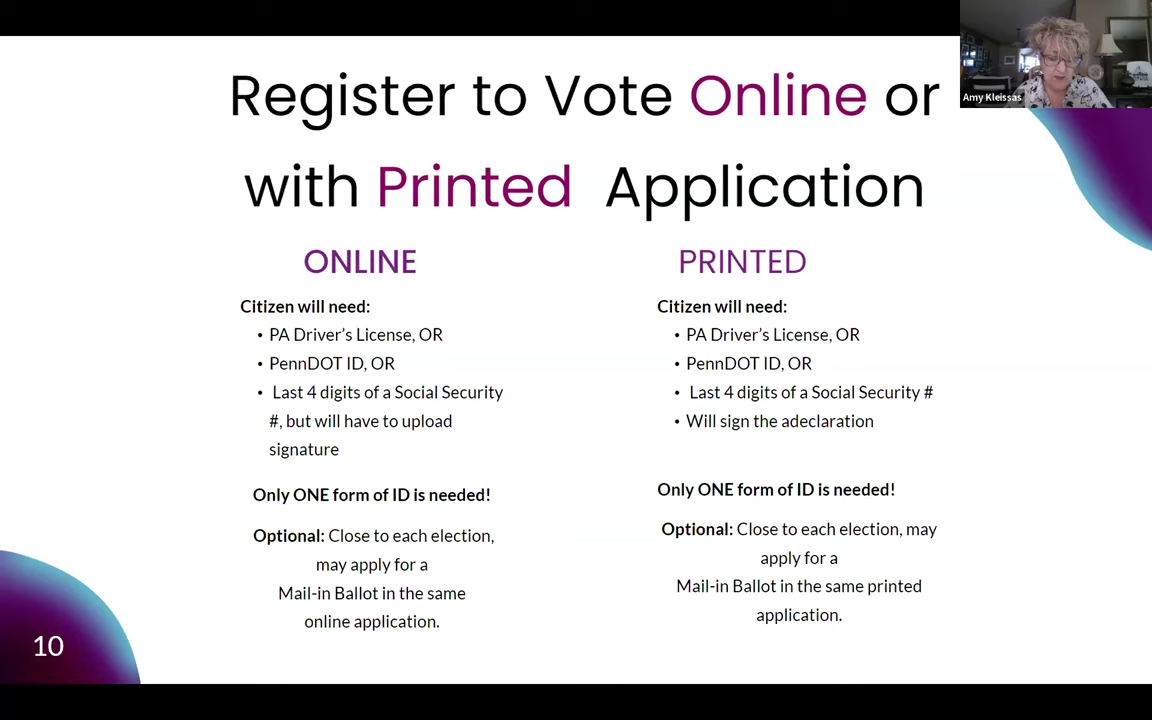 Register to Vote Online or
with Printed Application
Amy Kleissas
ONLINE
Citizen will need:
• PA Driver's License, OR
• PennDOT ID, OR
• Last 4 digits of a Social Security
#, but will have to upload
signature
Only ONE form of ID is needed!
Optional: Close to each election,
may apply for a
Mail-in Ballot in the same
online application.
PRINTED
Citizen will need:
• PA Driver's License, OR
• PennDOT ID, OR
• Last 4 digits of a Social Security #
• Will sign the adeclaration
Only ONE form of ID is needed!
Optional: Close to each election, may
apply for a
Mail-in Ballot in the same printed
application.
10